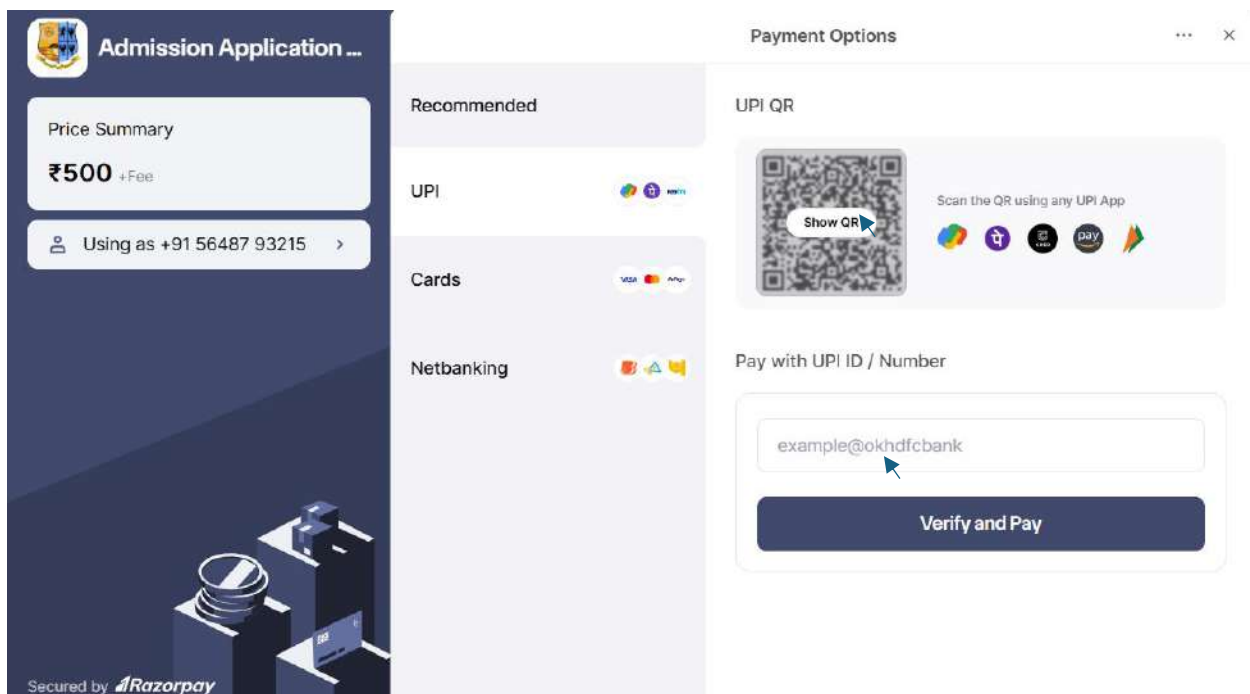 Admission Application ...
Price Summary
₹500 +Fee
Using as +91 56487 93215
Secured by Razorpay
Recommended
UPI
Cards
VISA
Netbanking
Payment Options
UPI QR
Show QR
Scan the QR using any UPI App
pay
Pay with UPI ID / Number
example@okhdfcbank
Verify and Pay